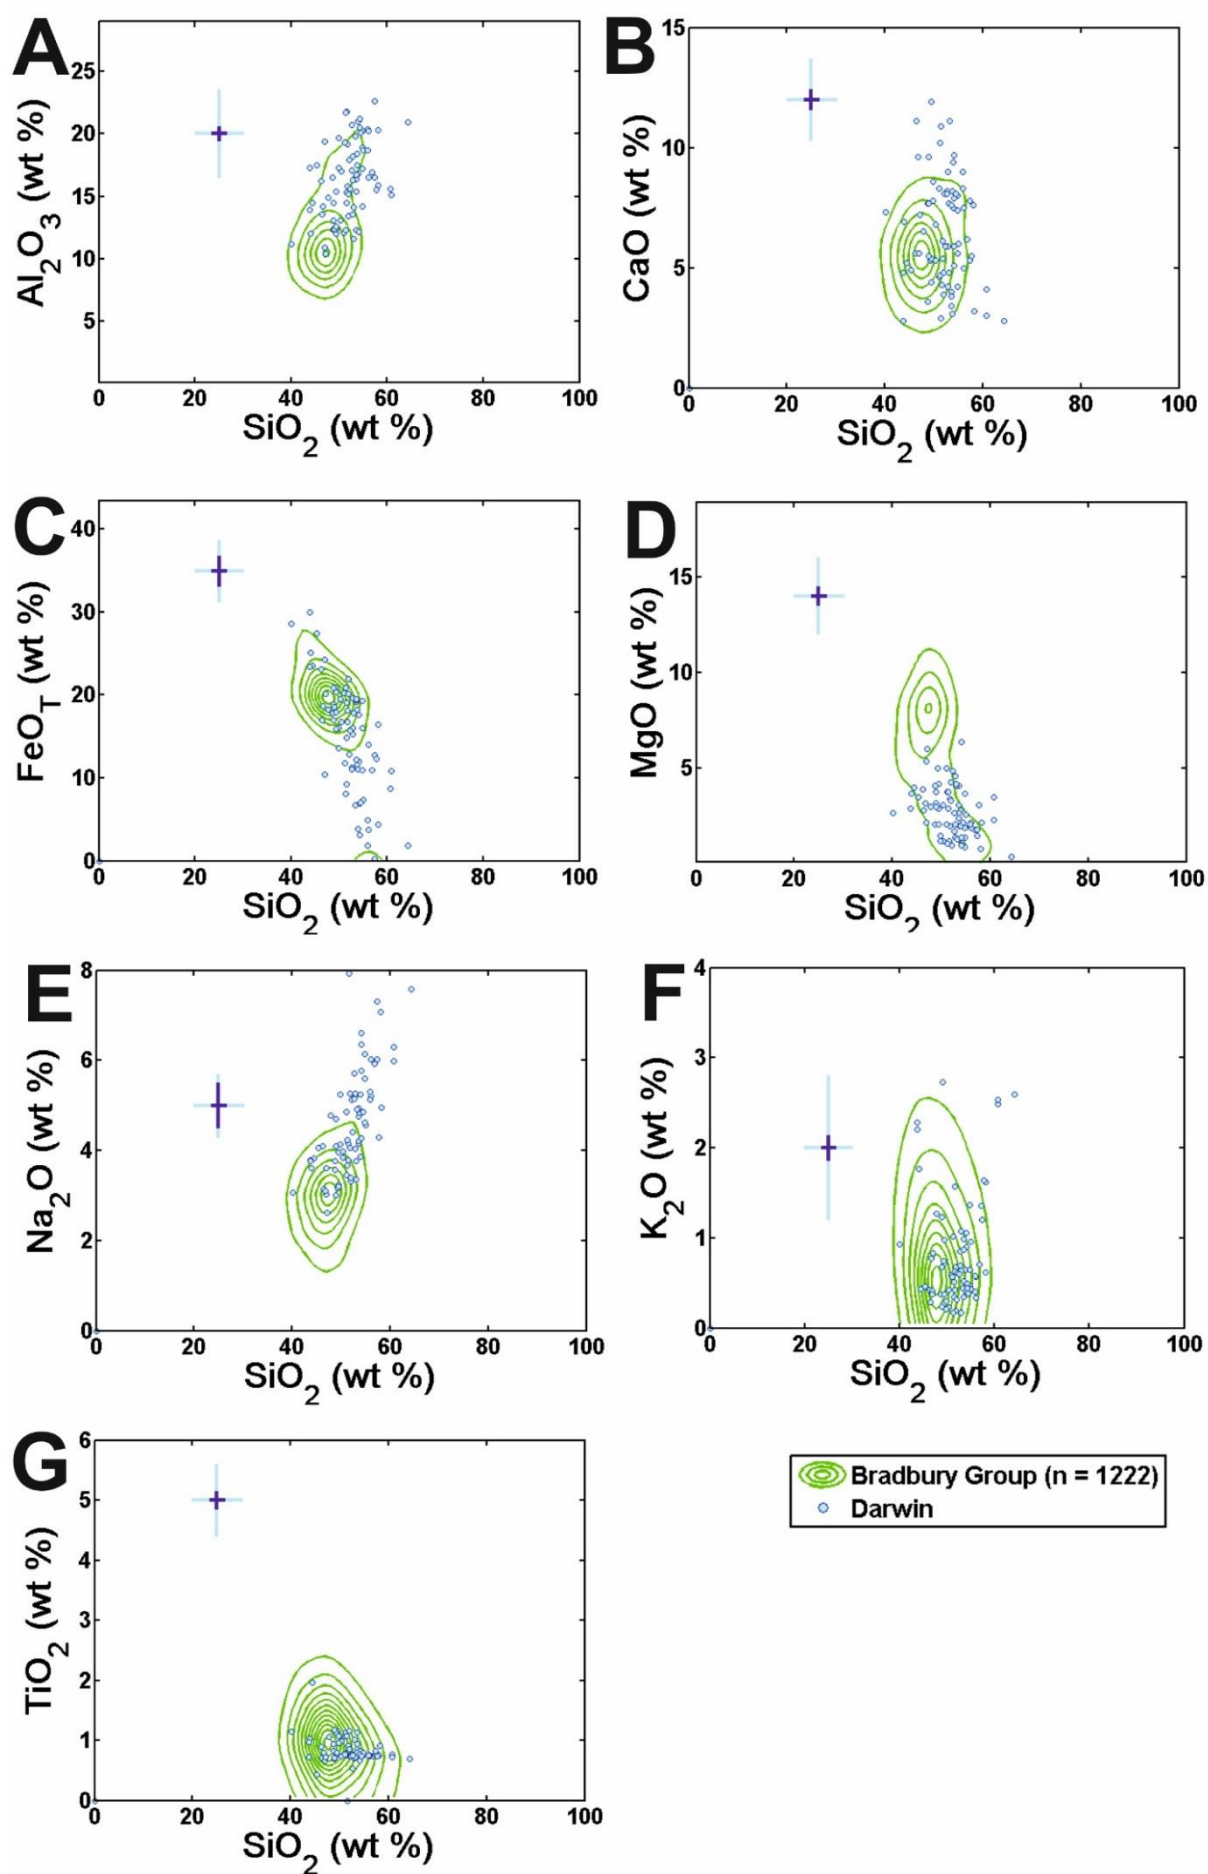 A
B
Al2O3 (wt %)
25
20
15
10
5
0 20 40 60 80 100
SiO2 (wt %)
CaO (wt %)
15
10
5
0
0 20 40 60 80 100
SiO2 (wt %)
C
D
FeOT (wt %)
40
30
20
10
0
0 20 40 60 80 100
SiO2 (wt %)
MgO (wt %)
15
10
5
0 20 40 60 80 100
SiO2 (wt %)
E
F
Na2O (wt %)
8
6
4
2
0
0 20 40 60 80 100
SiO2 (wt %)
K2O (wt %)
4
3
2
1
0
0 20 40 60 80 100
SiO2 (wt %)
G
TiO2 (wt %)
6
5
4
3
2
1
0
0 20 40 60 80 100
SiO2 (wt %)
Bradbury Group (n = 1222)
Darwin